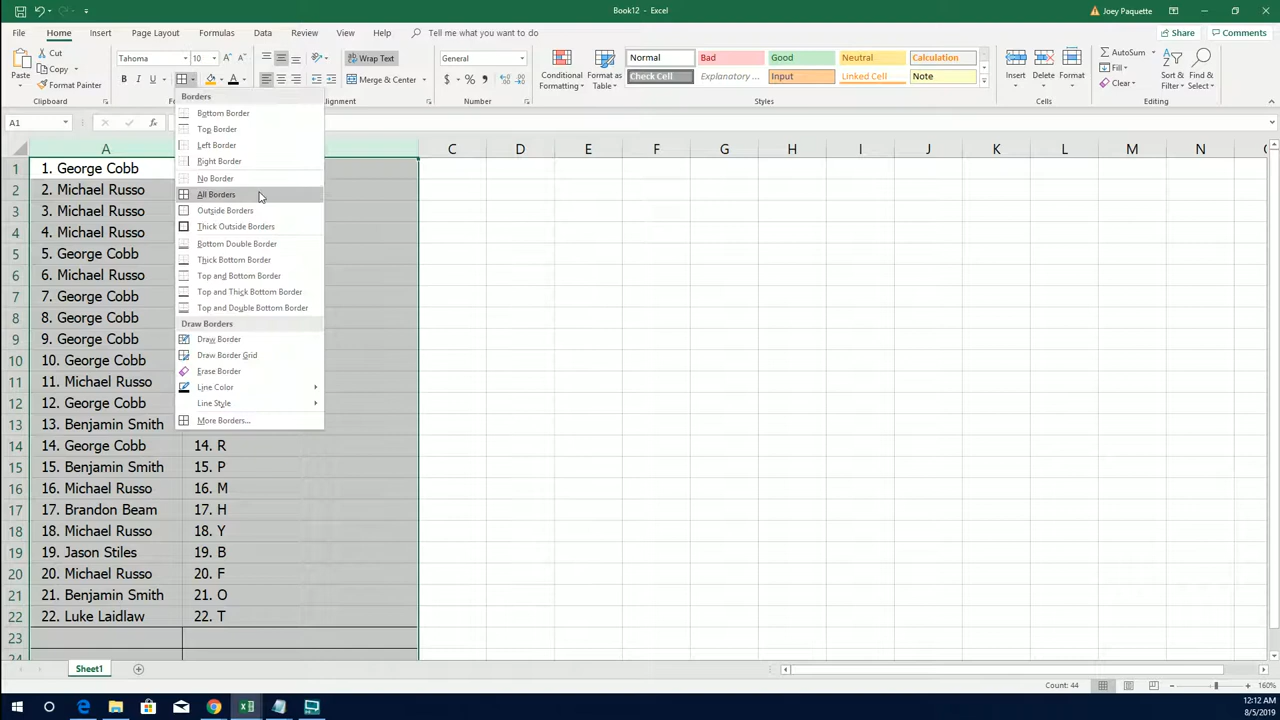 Book12 - Excel
Joey Paquette
File Home Insert Page Layout Formulas Data Review View Help Tell me what you want to do
Share Comments
Paste Cut Copy Format Painter
Clipboard
Tahoma 10
B I U
Wrap Text
Merge & Center
Alignment
General
$ % ,
Number
Conditional Formatting
Format as Table
Normal Bad Good Neutral Calculation
Check Cell Explanatory ... Input Linked Cell Note
Styles
Insert Delete Format
Cells
AutoSum
Fill
Clear
Sort & Filter
Find & Select
Editing
A1
Borders
Bottom Border
Top Border
Left Border
Right Border
No Border
All Borders
Outside Borders
Thick Outside Borders
Bottom Double Border
Thick Bottom Border
Top and Bottom Border
Top and Thick Bottom Border
Top and Double Bottom Border
Draw Borders
Draw Border
Draw Border Grid
Erase Border
Line Color
Line Style
More Borders...
A C D E F G H I J K L M N
1 1. George Cobb
2 2. Michael Russo
3 3. Michael Russo
4 4. Michael Russo
5 5. George Cobb
6 6. Michael Russo
7 7. George Cobb
8 8. George Cobb
9 9. George Cobb
10 10. George Cobb
11 11. Michael Russo
12 12. George Cobb
13 13. Benjamin Smith
14 14. George Cobb 14. R
15 15. Benjamin Smith 15. P
16 16. Michael Russo 16. M
17 17. Brandon Beam 17. H
18 18. Michael Russo 18. Y
19 19. Jason Stiles 19. B
20 20. Michael Russo 20. F
21 21. Benjamin Smith 21. O
22 22. Luke Laidlaw 22. T
23
24
Sheet1
Count: 44
160%
12:12 AM
8/5/2019